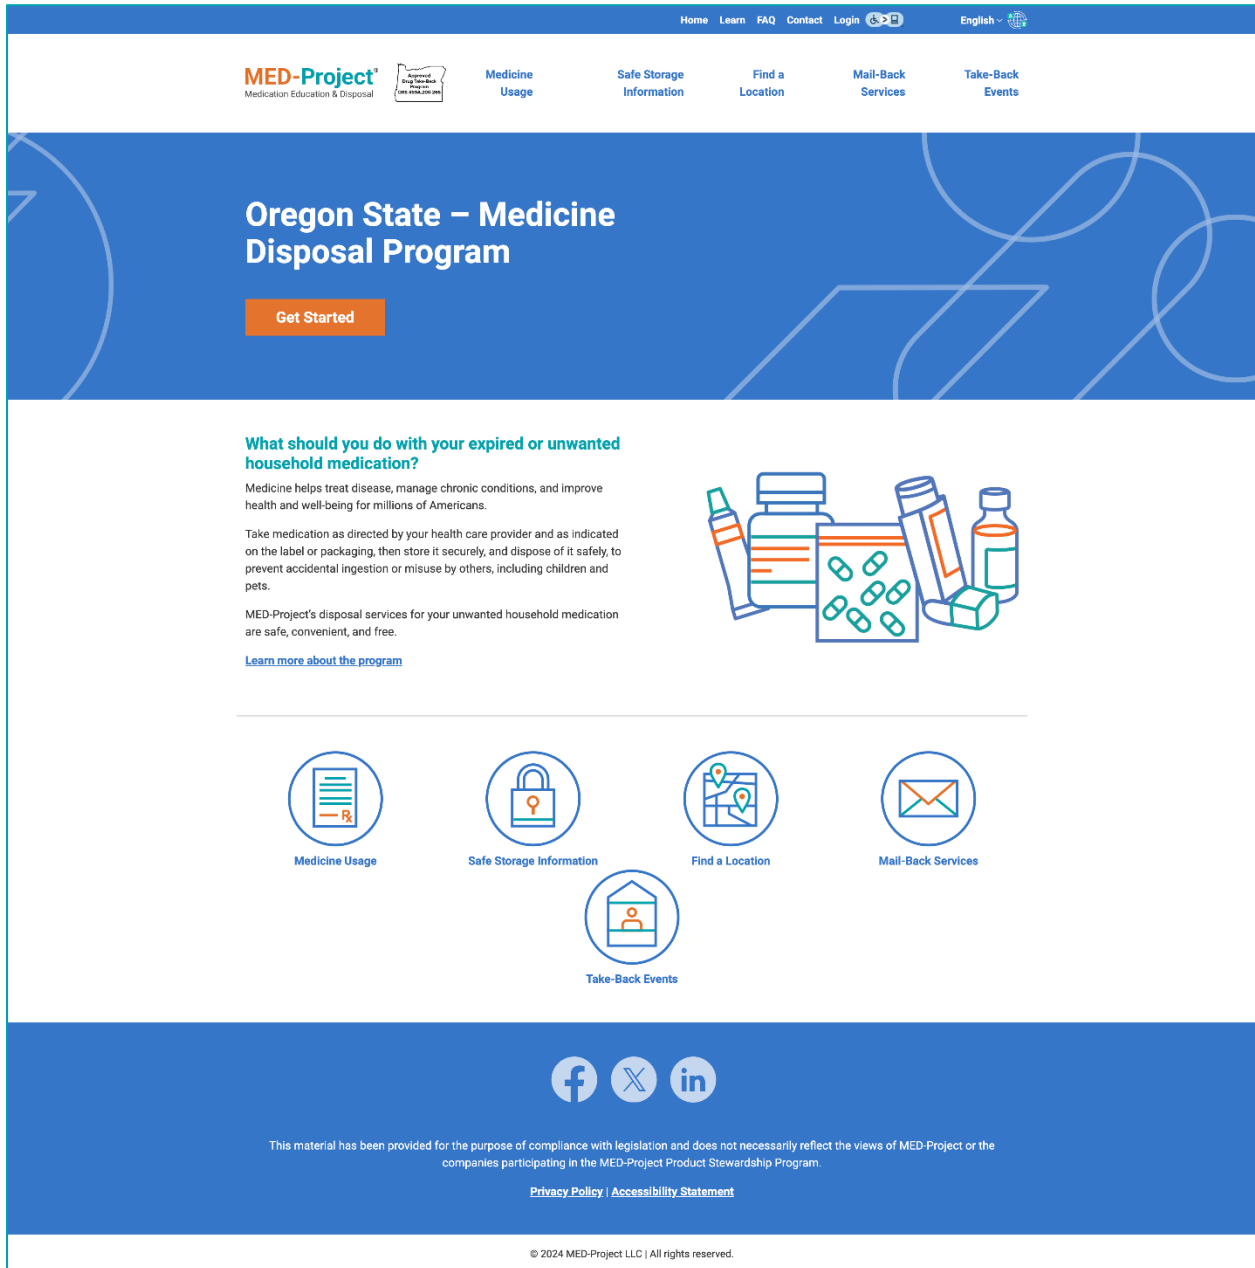 Home Learn FAQ Contact Login English
MED-Project®
Medication Education & Disposal
Approved
Drug Take-Back
Program
Medicine
Usage
Safe Storage
Information
Find a
Location
Mail-Back
Services
Take-Back
Events
Oregon State – Medicine
Disposal Program
Get Started
What should you do with your expired or unwanted
household medication?
Medicine helps treat disease, manage chronic conditions, and improve
health and well-being for millions of Americans.
Take medication as directed by your health care provider and as indicated
on the label or packaging, then store it securely, and dispose of it safely, to
prevent accidental ingestion or misuse by others, including children and
pets.
MED-Project’s disposal services for your unwanted household medication
are safe, convenient, and free.
Learn more about the program
Rx
Medicine Usage
Safe Storage Information
Find a Location
Mail-Back Services
Take-Back Events
f X in
This material has been provided for the purpose of compliance with legislation and does not necessarily reflect the views of MED-Project or the
companies participating in the MED-Project Product Stewardship Program.
Privacy Policy | Accessibility Statement
© 2024 MED-Project LLC | All rights reserved.